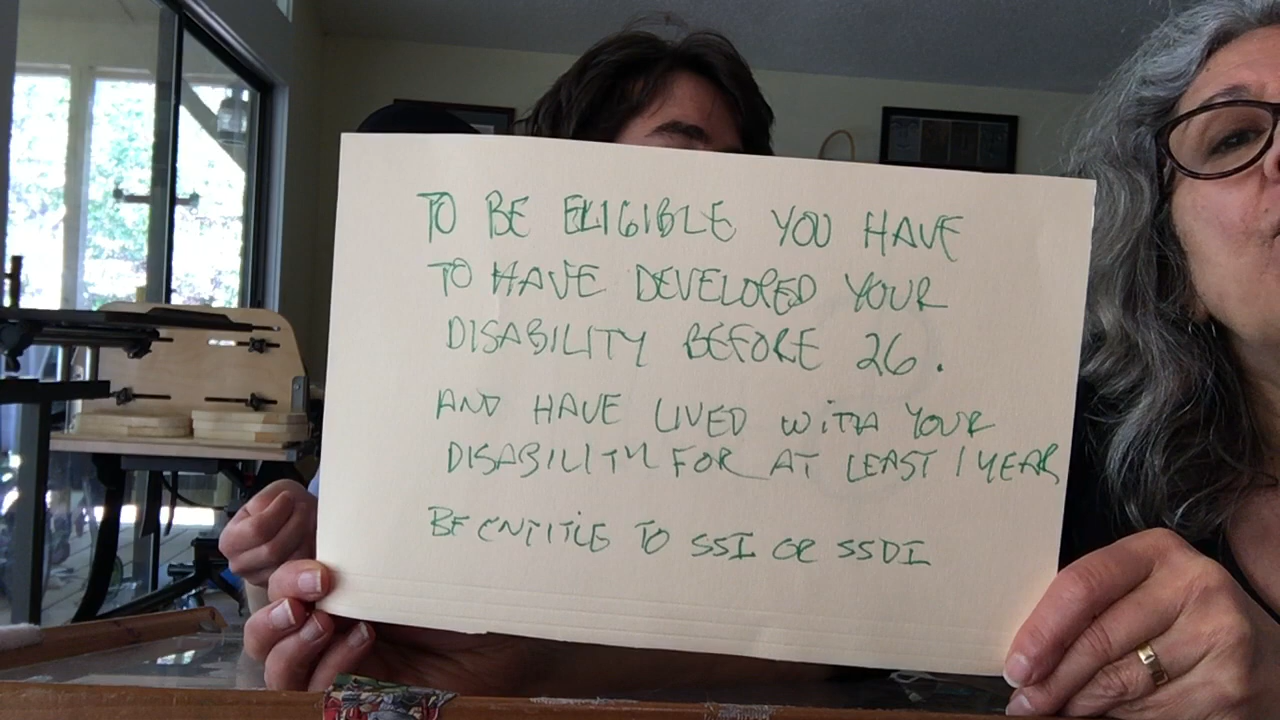 TO BE ELIGIBLE YOU HAVE
TO HAVE DEVELOPED YOUR
DISABILITY BEFORE 26.
AND HAVE LIVED WITH YOUR
DISABILITY FOR AT LEAST 1 YEAR
BE ENTITLE TO SSI OR SSDI